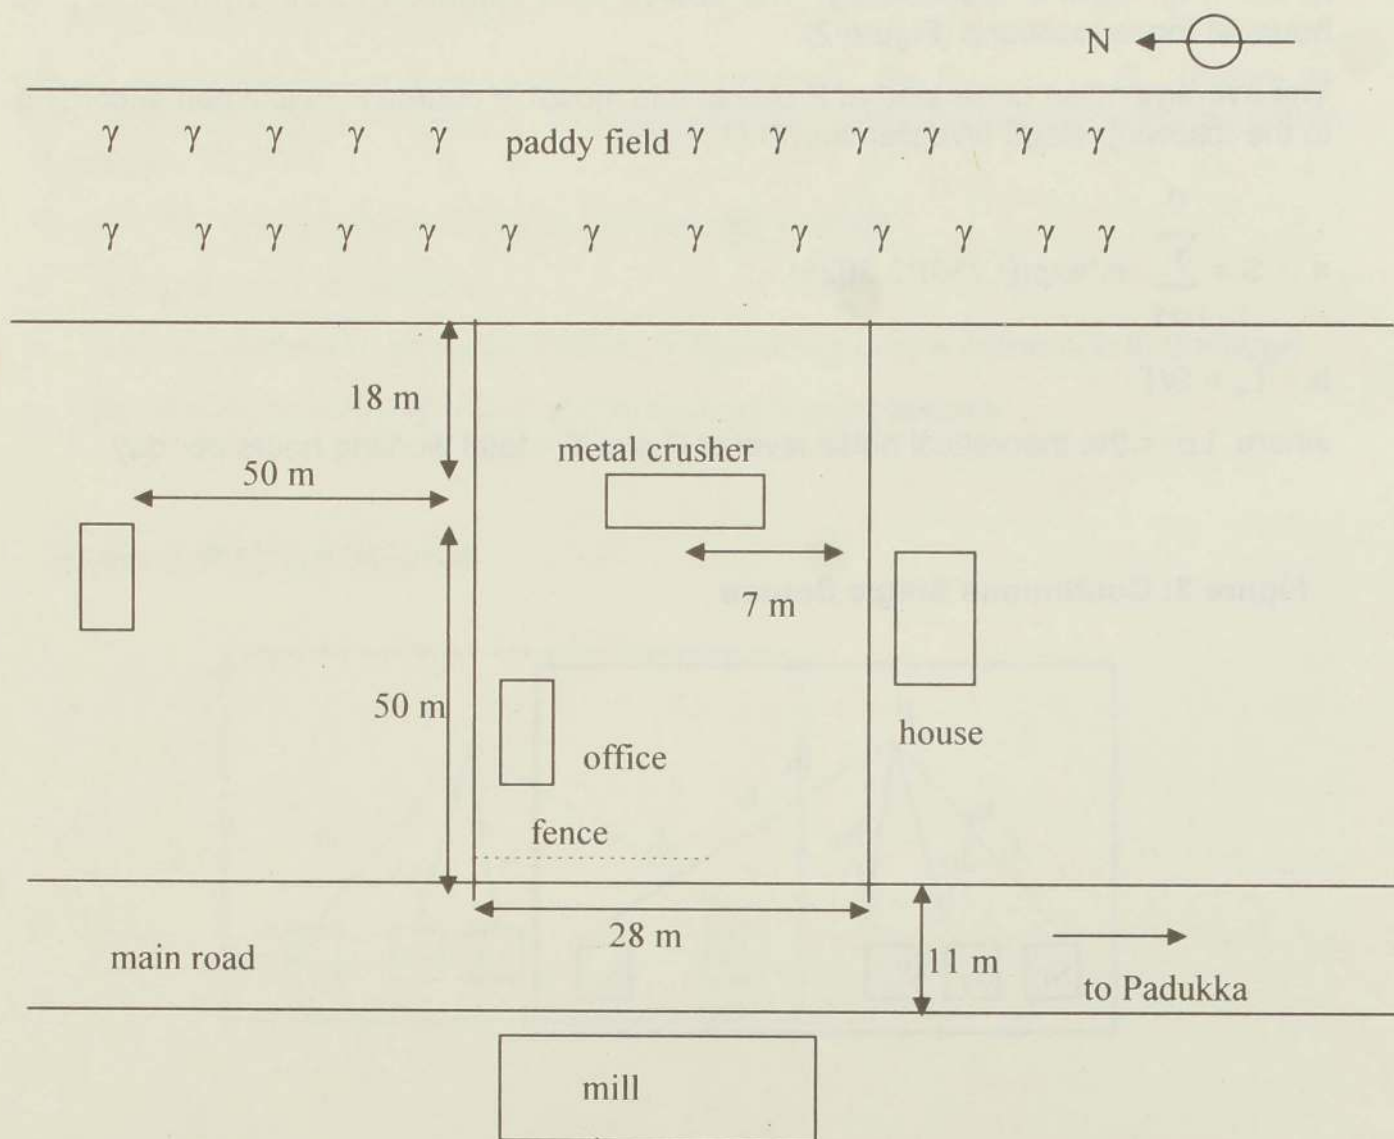 N
γ γ γ γ γ paddy field γ γ γ γ γ γ
γ γ γ γ γ γ γ γ γ γ γ γ γ
18 m
metal crusher
50 m
7 m
50 m
house
office
fence
28 m
main road
11 m
to Padukka
mill